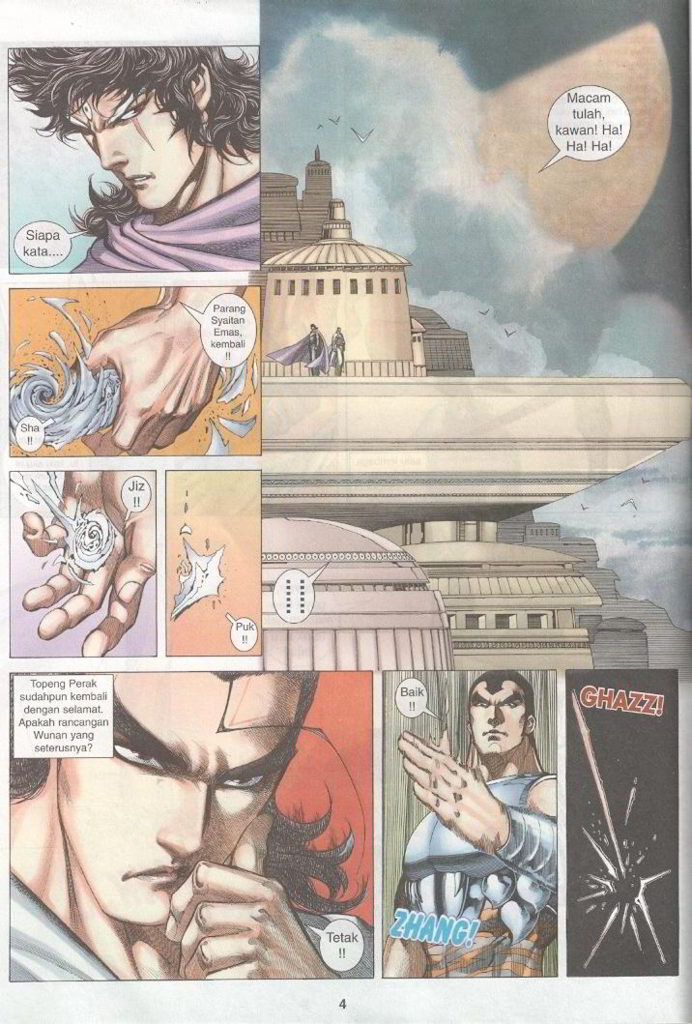 Macam
tulah,
kawan! Ha!
Ha! Ha!
Siapa
kata....
Parang
Syaitan
Emas,
kembali
!!
Sha
!!
Jiz
!!
Puk
!!
Topeng Perak
sudahpun kembali
dengan selamat.
Apakah rancangan
Wunan yang
seterusnya?
Tetak
!!
Baik
!!
ZHANG!
GHAZZ!
4